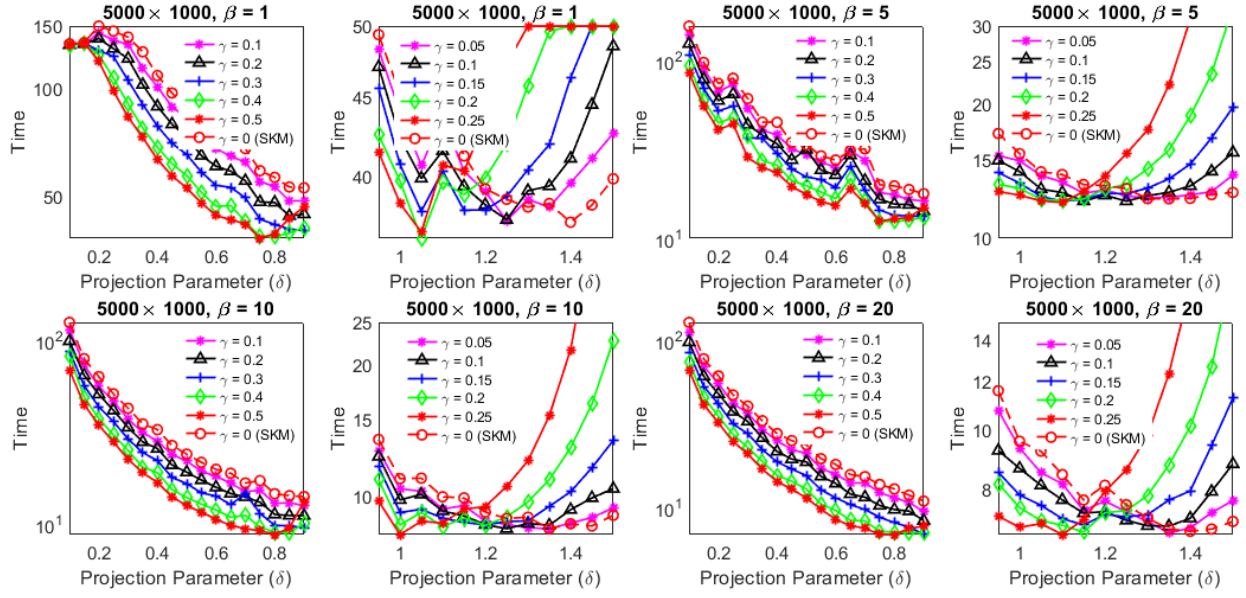 5000 × 1000, β = 1
Time
150
100
50
γ = 0.1
γ = 0.2
γ = 0.3
γ = 0.4
γ = 0.5
γ = 0 (SKM)
0.2 0.4 0.6 0.8
Projection Parameter (δ)
5000 × 1000, β = 1
Time
50
45
40
γ = 0.05
γ = 0.1
γ = 0.15
γ = 0.2
γ = 0.25
γ = 0 (SKM)
1 1.2 1.4
Projection Parameter (δ)
5000 × 1000, β = 5
Time
10²
10¹
γ = 0.1
γ = 0.2
γ = 0.3
γ = 0.4
γ = 0.5
γ = 0 (SKM)
0.2 0.4 0.6 0.8
Projection Parameter (δ)
5000 × 1000, β = 5
Time
30
25
20
15
10
γ = 0.05
γ = 0.1
γ = 0.15
γ = 0.2
γ = 0.25
γ = 0 (SKM)
1 1.2 1.4
Projection Parameter (δ)
5000 × 1000, β = 10
Time
10²
10¹
γ = 0.1
γ = 0.2
γ = 0.3
γ = 0.4
γ = 0.5
γ = 0 (SKM)
0.2 0.4 0.6 0.8
Projection Parameter (δ)
5000 × 1000, β = 10
Time
25
20
15
10
γ = 0.05
γ = 0.1
γ = 0.15
γ = 0.2
γ = 0.25
γ = 0 (SKM)
1 1.2 1.4
Projection Parameter (δ)
5000 × 1000, β = 20
Time
10²
10¹
γ = 0.1
γ = 0.2
γ = 0.3
γ = 0.4
γ = 0.5
γ = 0 (SKM)
0.2 0.4 0.6 0.8
Projection Parameter (δ)
5000 × 1000, β = 20
Time
14
12
10
8
γ = 0.05
γ = 0.1
γ = 0.15
γ = 0.2
γ = 0.25
γ = 0 (SKM)
1 1.2 1.4
Projection Parameter (δ)